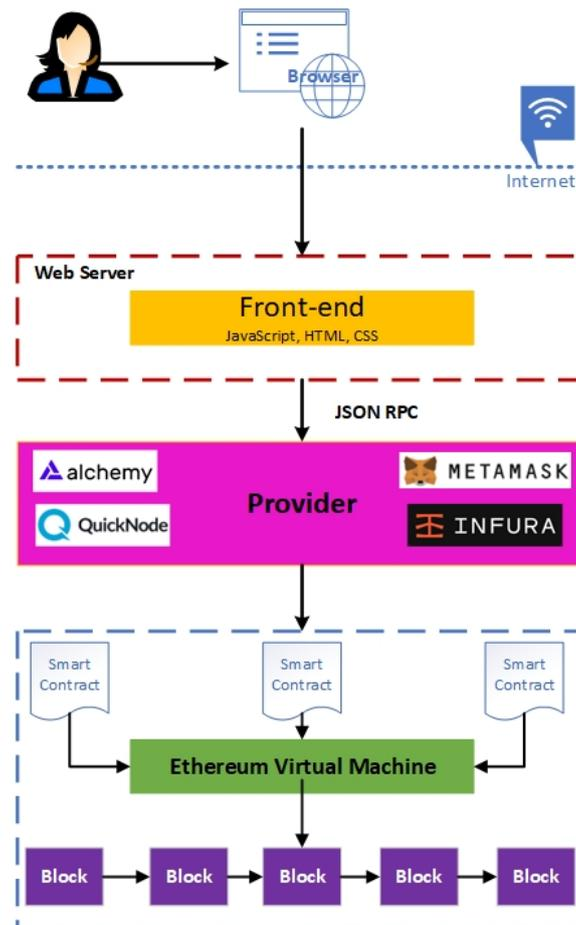 Browser
Internet
Web Server
Front-end
JavaScript, HTML, CSS
JSON RPC
alchemy
METAMASK
Provider
QuickNode
INFURA
Smart
Contract
Smart
Contract
Smart
Contract
Ethereum Virtual Machine
Block
Block
Block
Block
Block